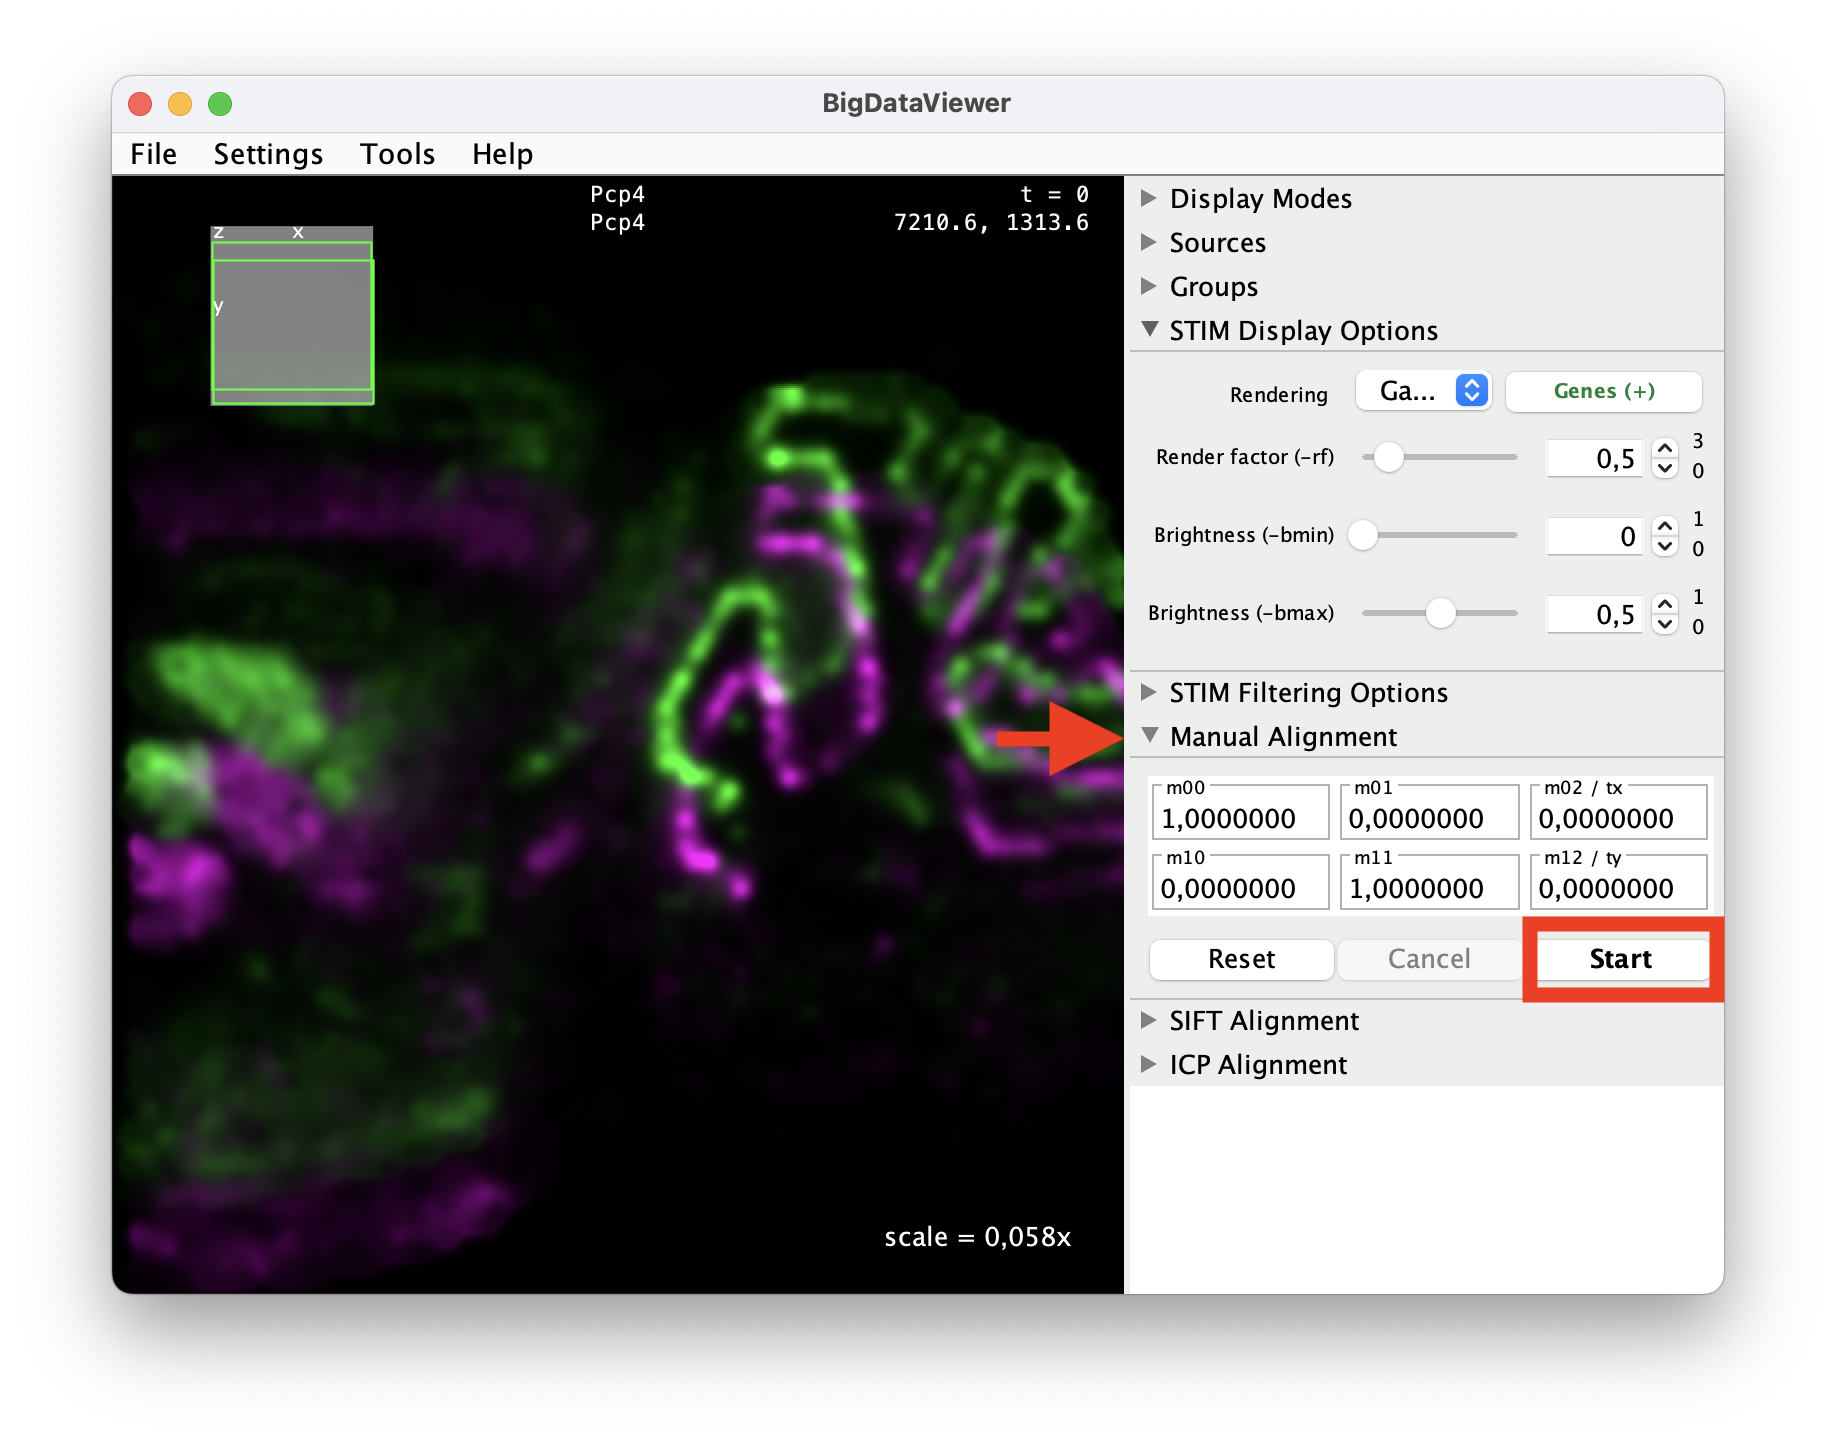 BigDataViewer
File Settings Tools Help
Pcp4 t = 0
Pcp4 7210.6, 1313.6
z x
y
scale = 0,058x
Display Modes
Sources
Groups
STIM Display Options
Rendering Ga... Genes (+)
Render factor (-rf) 0,5 3
0
Brightness (-bmin) 0 1
0
Brightness (-bmax) 0,5 1
0
STIM Filtering Options
Manual Alignment
m00 m01 m02 / tx
1,0000000 0,0000000 0,0000000
m10 m11 m12 / ty
0,0000000 1,0000000 0,0000000
Reset Cancel Start
SIFT Alignment
ICP Alignment